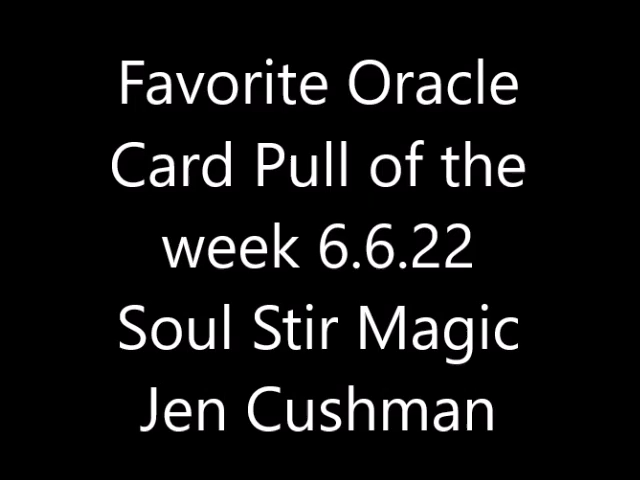 Favorite Oracle
Card Pull of the
week 6.6.22
Soul Stir Magic
Jen Cushman